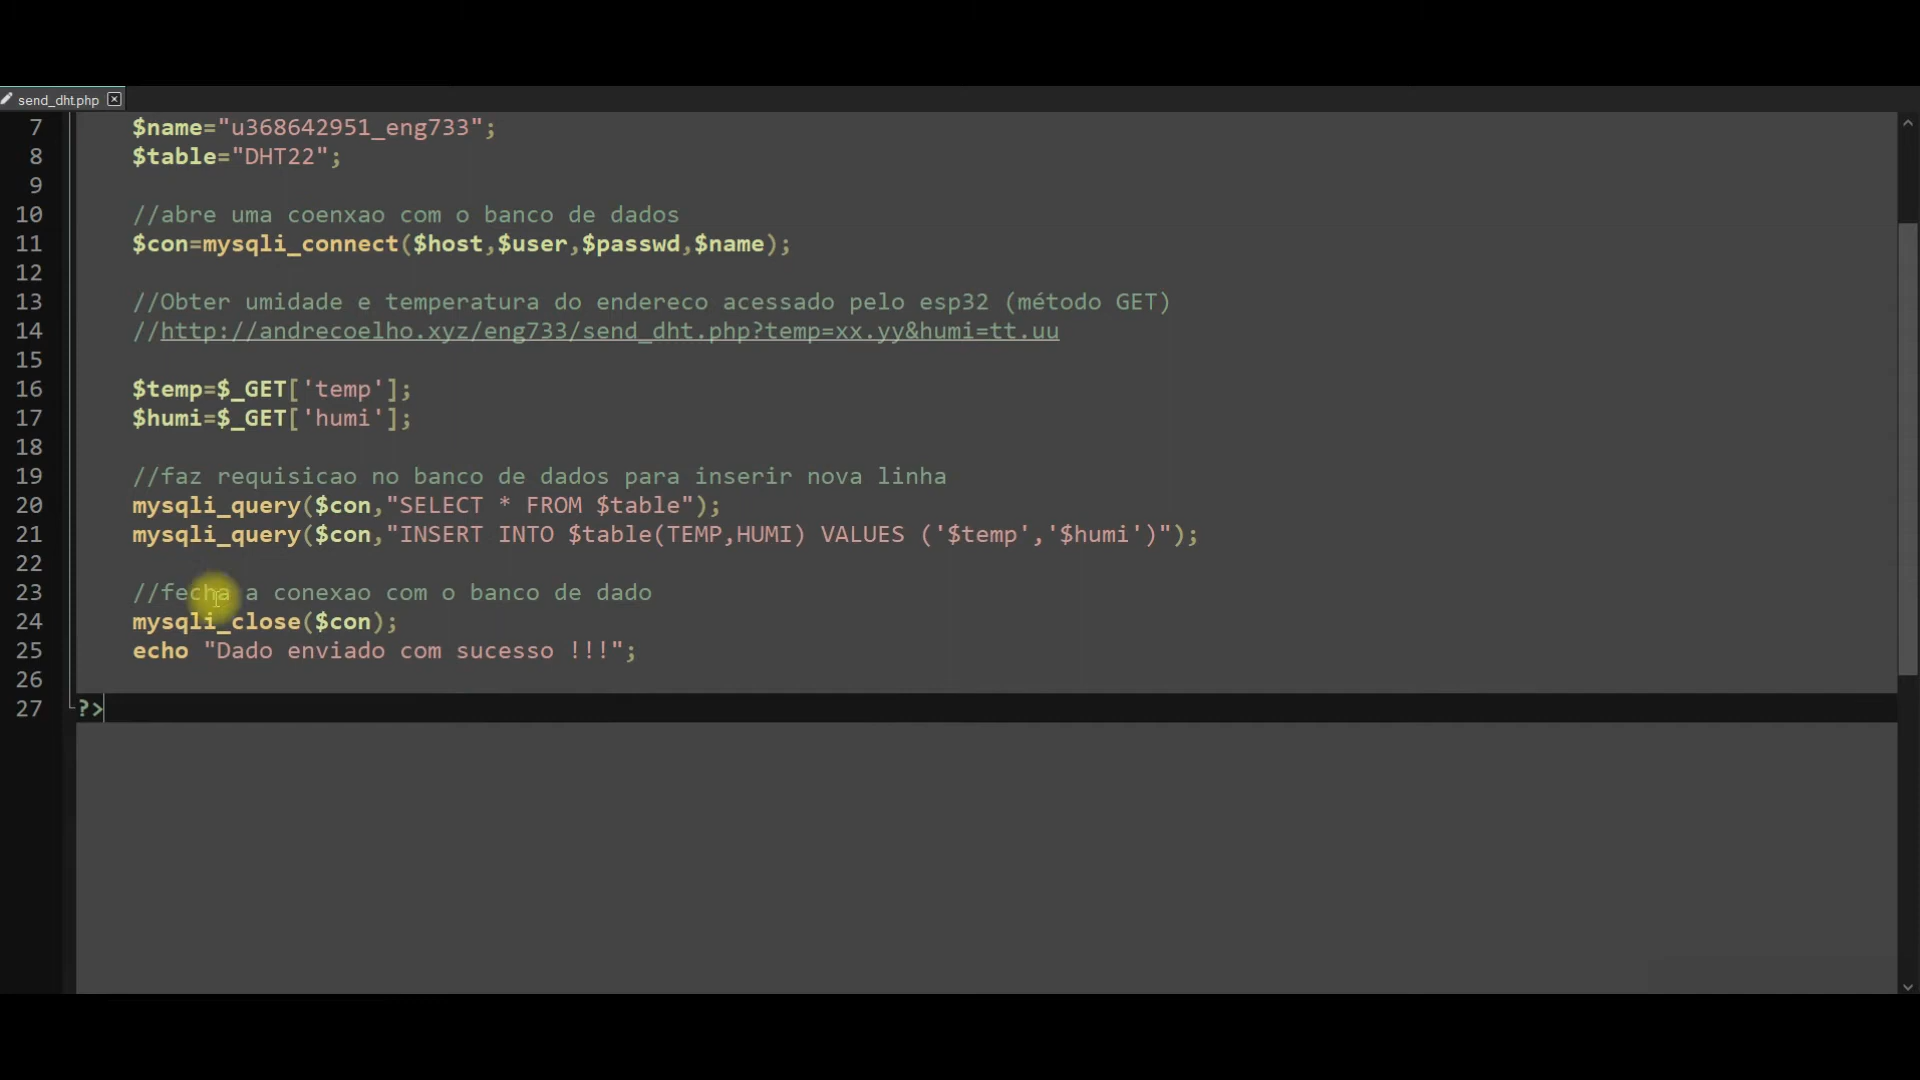 send_dht.php
7 $name="u368642951_eng733";
8 $table="DHT22";
9
10 //abre uma coenxao com o banco de dados
11 $con=mysqli_connect($host,$user,$passwd,$name);
12
13 //Obter umidade e temperatura do endereco acessado pelo esp32 (método GET)
14 //http://andrecoelho.xyz/eng733/send_dht.php?temp=xx.yy&humi=tt.uu
15
16 $temp=$_GET['temp'];
17 $humi=$_GET['humi'];
18
19 //faz requisicao no banco de dados para inserir nova linha
20 mysqli_query($con,"SELECT * FROM $table");
21 mysqli_query($con,"INSERT INTO $table(TEMP,HUMI) VALUES ('$temp','$humi')");
22
23 //fecha a conexao com o banco de dado
24 mysqli_close($con);
25 echo "Dado enviado com sucesso !!!";
26
27 ?>